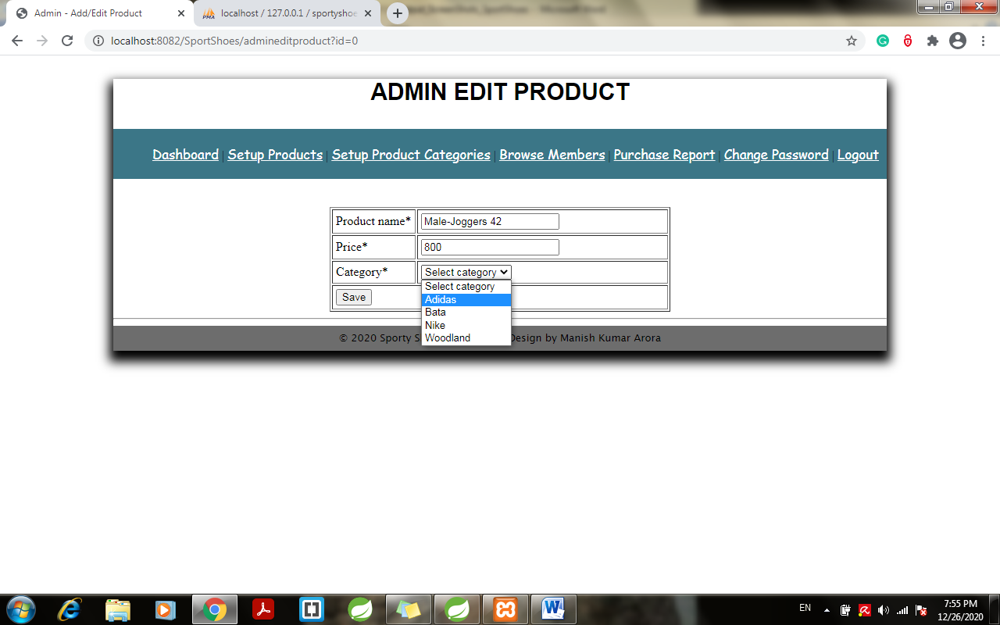 Admin - Add/Edit Product
localhost / 127.0.0.1 / sportyshoe
localhost:8082/SportShoes/admineditproduct?id=0
ADMIN EDIT PRODUCT
Dashboard | Setup Products | Setup Product Categories | Browse Members | Purchase Report | Change Password | Logout
Product name* Male-Joggers 42
Price* 800
Category* Select category
Select category
Adidas
Bata
Nike
Woodland
Save
© 2020 Sporty S Design by Manish Kumar Arora
EN
7:55 PM
12/26/2020